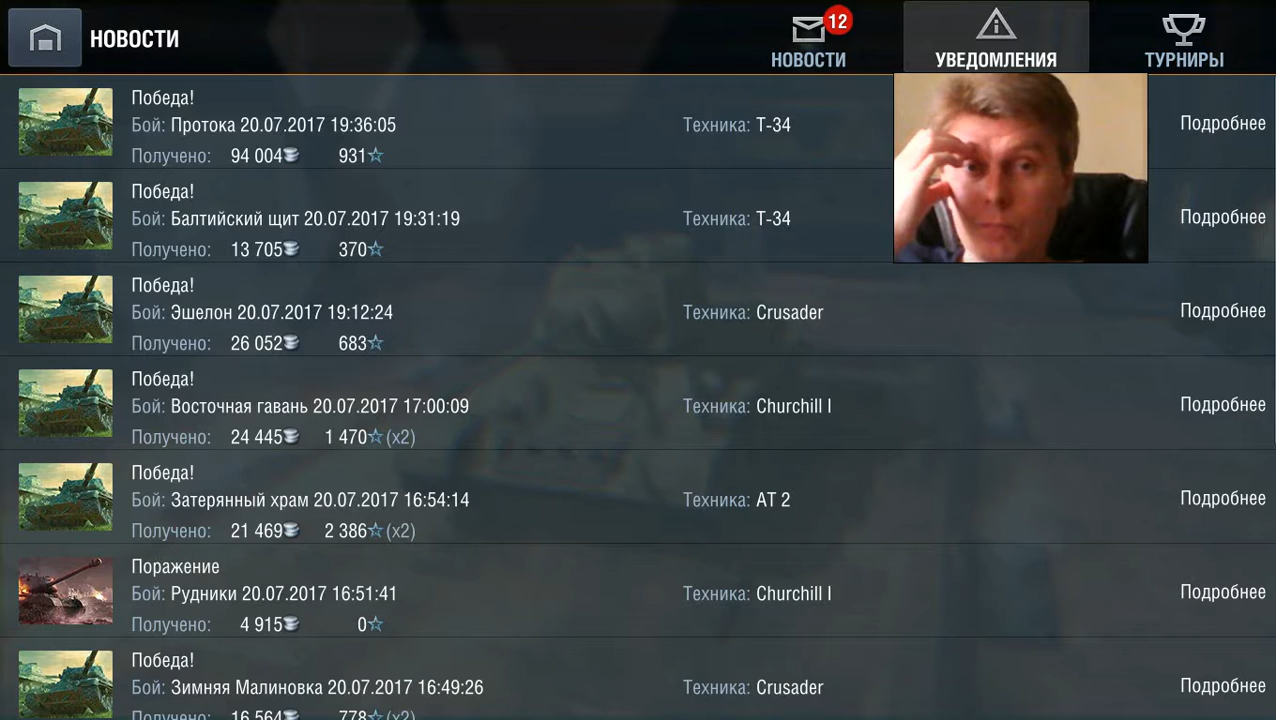 НОВОСТИ
12
НОВОСТИ
УВЕДОМЛЕНИЯ
ТУРНИРЫ
Победа!
Бой: Протока 20.07.2017 19:36:05
Техника: Т-34
Подробнее
Получено: 94 004 931
Победа!
Бой: Балтийский щит 20.07.2017 19:31:19
Техника: Т-34
Подробнее
Получено: 13 705 370
Победа!
Бой: Эшелон 20.07.2017 19:12:24
Техника: Crusader
Подробнее
Получено: 26 052 683
Победа!
Бой: Восточная гавань 20.07.2017 17:00:09
Техника: Churchill I
Подробнее
Получено: 24 445 1 470 (x2)
Победа!
Бой: Затерянный храм 20.07.2017 16:54:14
Техника: AT 2
Подробнее
Получено: 21 469 2 386 (x2)
Поражение
Бой: Рудники 20.07.2017 16:51:41
Техника: Churchill I
Подробнее
Получено: 4 915 0
Победа!
Бой: Зимняя Малиновка 20.07.2017 16:49:26
Техника: Crusader
Подробнее
Получено: 16 564 778 (x2)